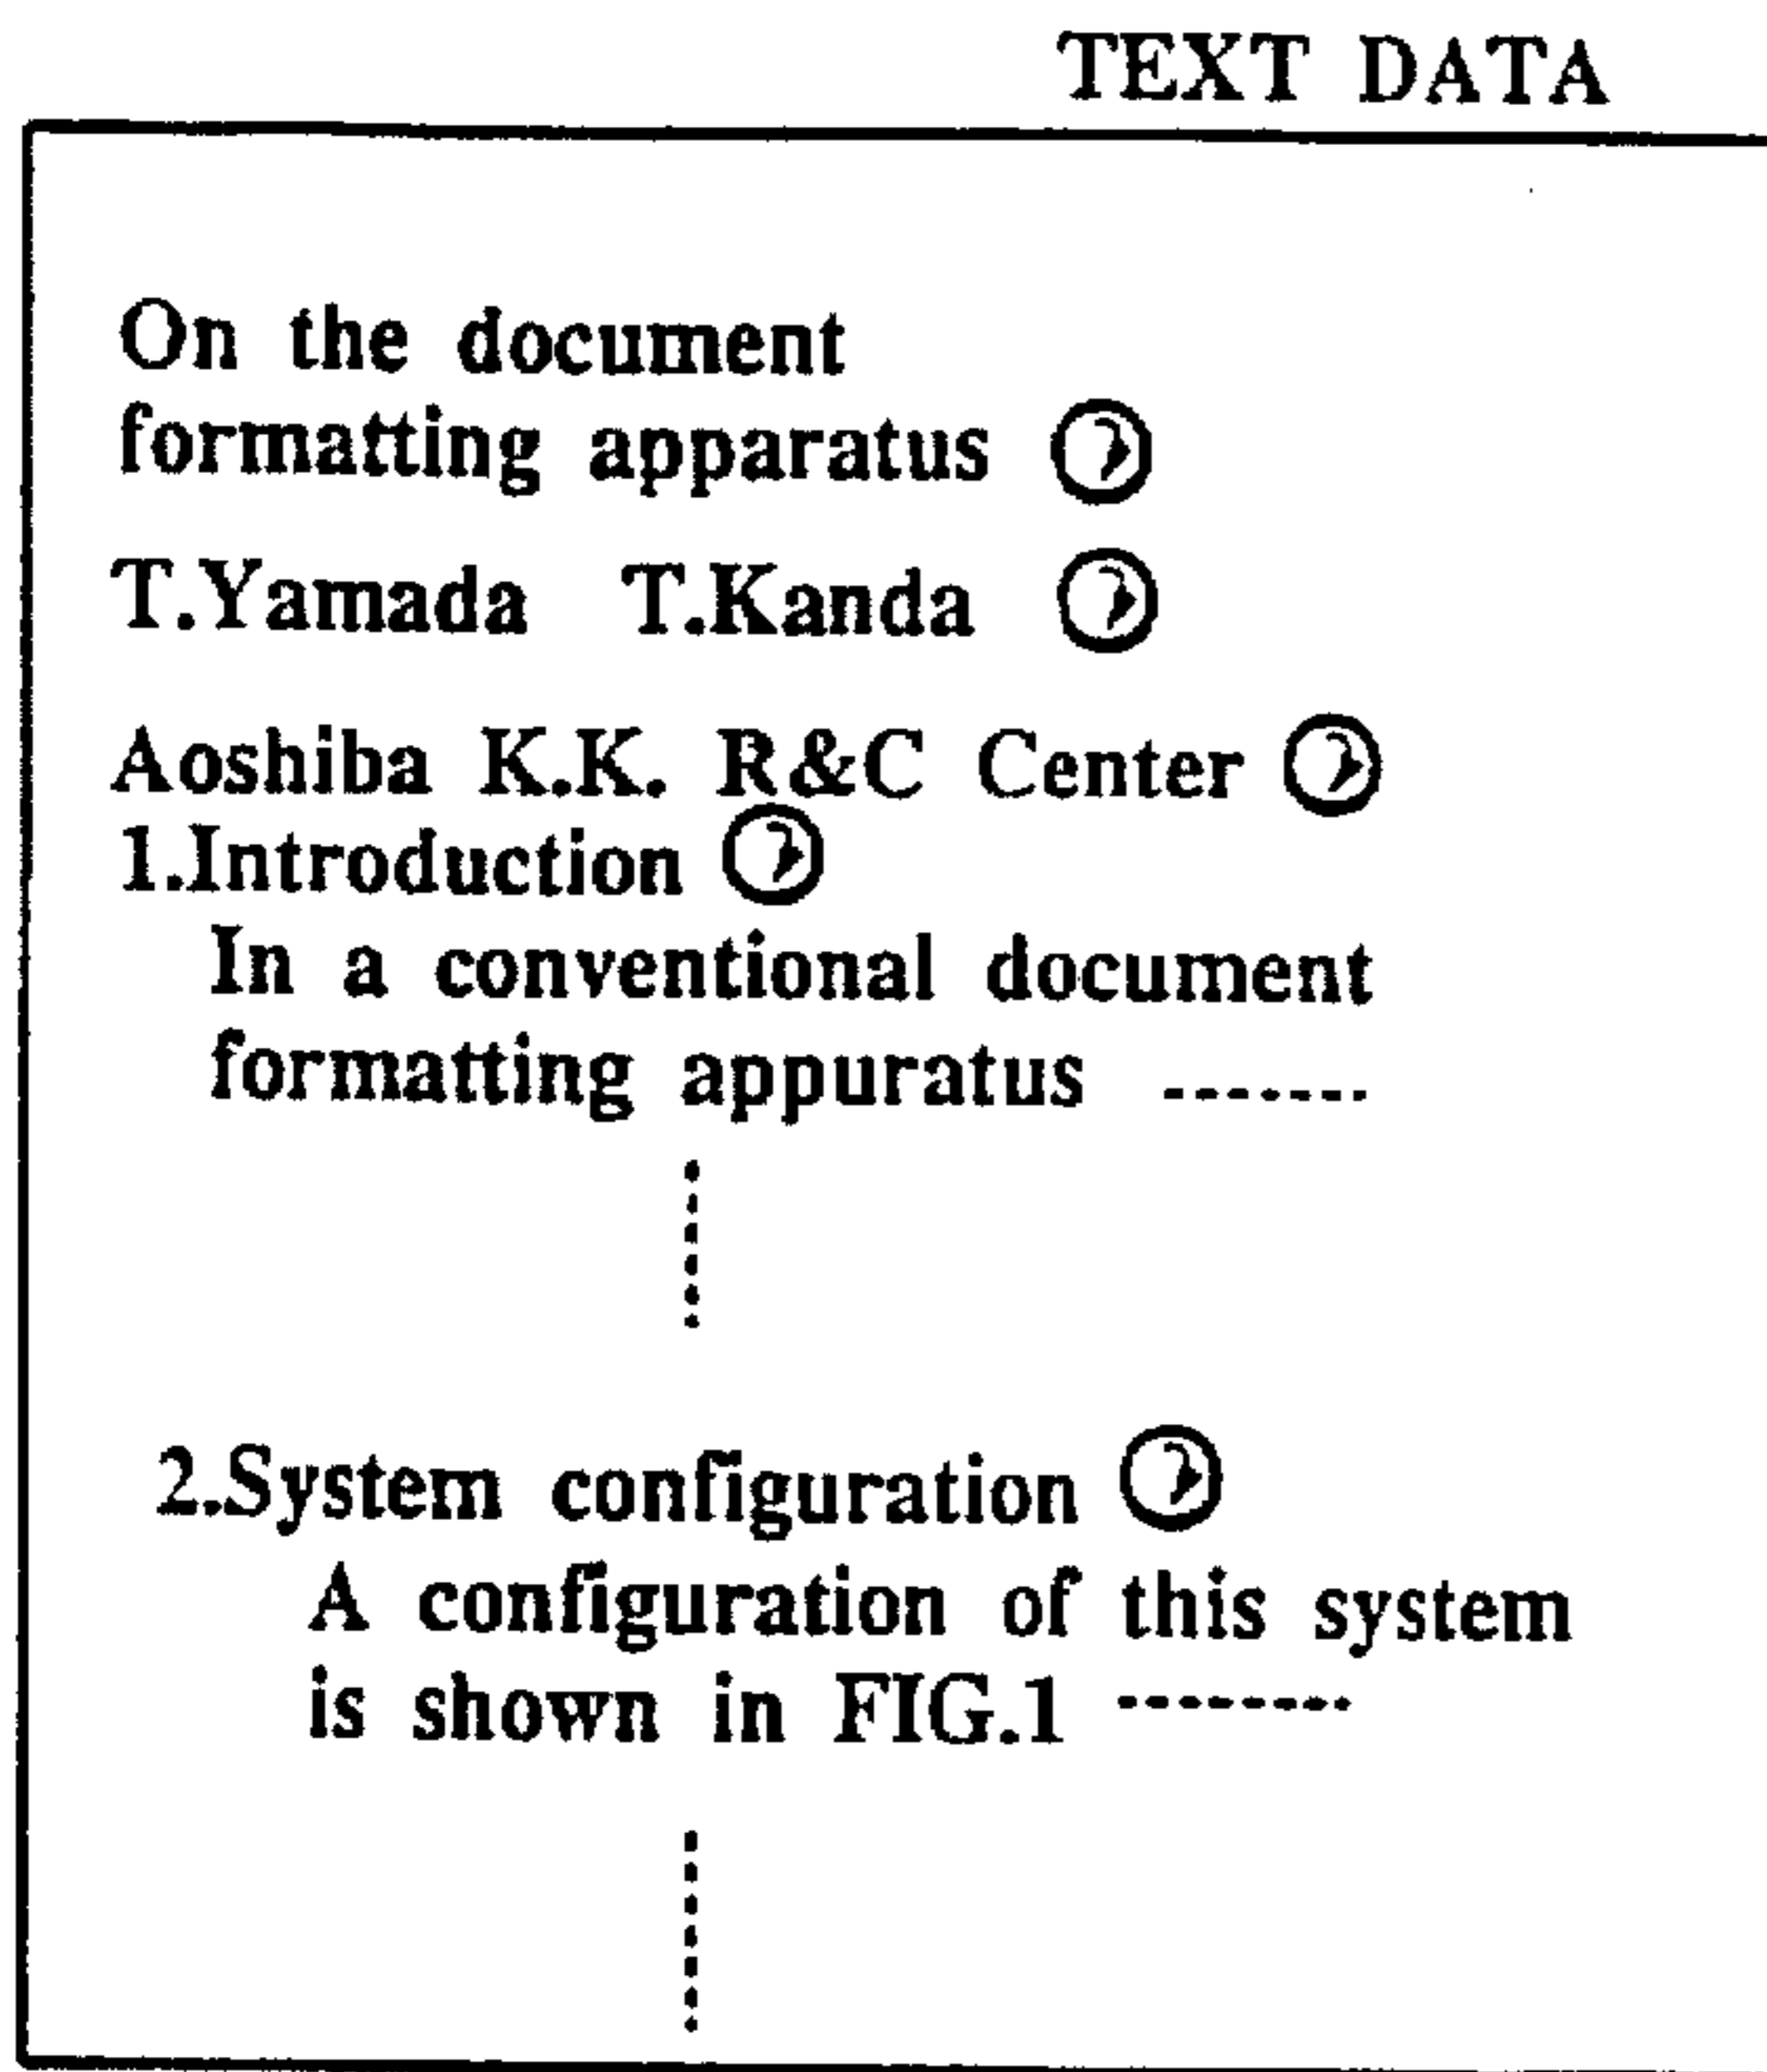 TEXT DATA
On the document
formatting apparatus
T.Yamada T.Kanda
Aoshiba K.K. R&C Center
1.Introduction
In a conventional document
formatting appuratus -------
2.System configuration
A configuration of this system
is shown in FIG.1 --------